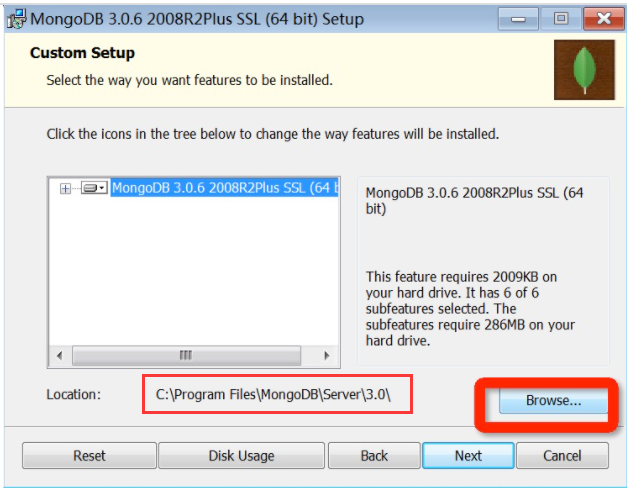 MongoDB 3.0.6 2008R2Plus SSL (64 bit) Setup
Custom Setup
Select the way you want features to be installed.
Click the icons in the tree below to change the way features will be installed.
MongoDB 3.0.6 2008R2Plus SSL (64 b
MongoDB 3.0.6 2008R2Plus SSL (64
bit)
This feature requires 2009KB on
your hard drive. It has 6 of 6
subfeatures selected. The
subfeatures require 286MB on your
hard drive.
Location: C:\Program Files\MongoDB\Server\3.0\
Browse...
Reset Disk Usage Back Next Cancel